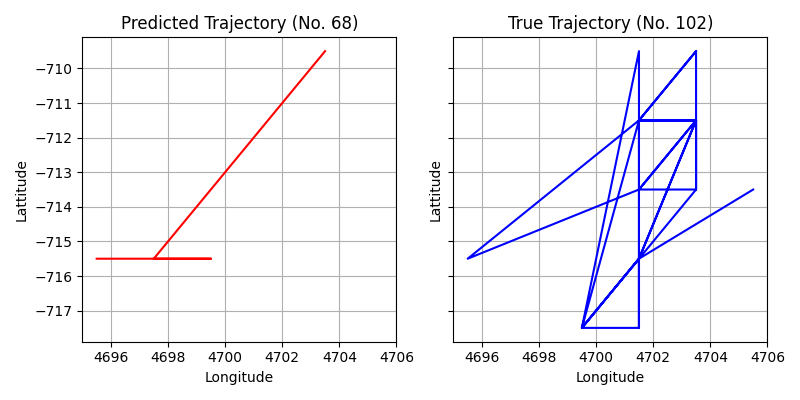 Predicted Trajectory (No. 68)
True Trajectory (No. 102)
Lattitude
−710
−711
−712
−713
−714
−715
−716
−717
4696 4698 4700 4702 4704 4706
Longitude
Lattitude
4696 4698 4700 4702 4704 4706
Longitude